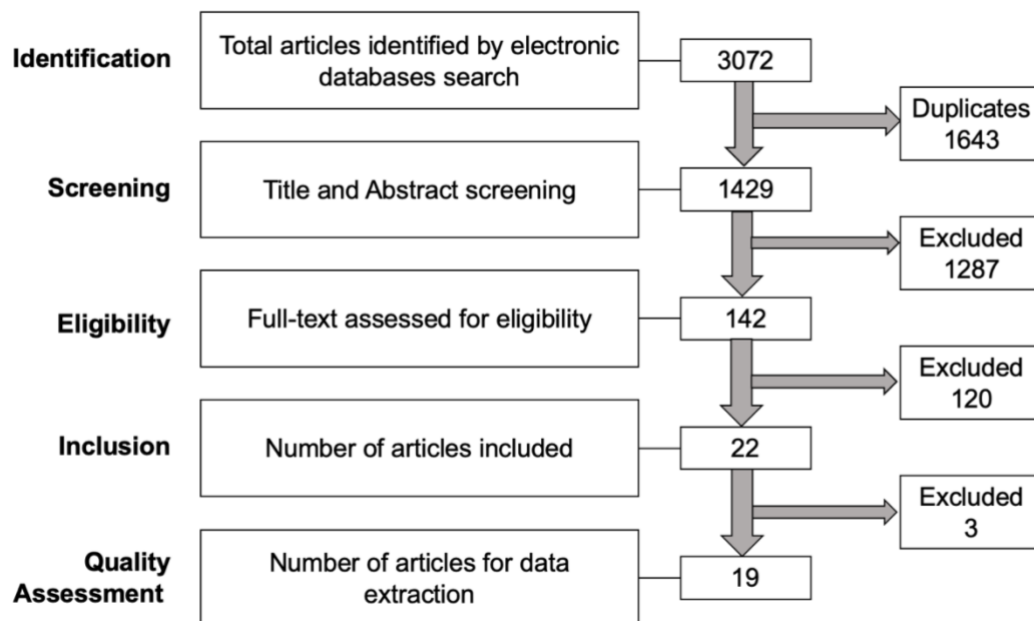 Identification
Total articles identified by electronic
databases search
3072
Duplicates
1643
Screening
Title and Abstract screening
1429
Excluded
1287
Eligibility
Full-text assessed for eligibility
142
Excluded
120
Inclusion
Number of articles included
22
Excluded
3
Quality
Assessment
Number of articles for data
extraction
19